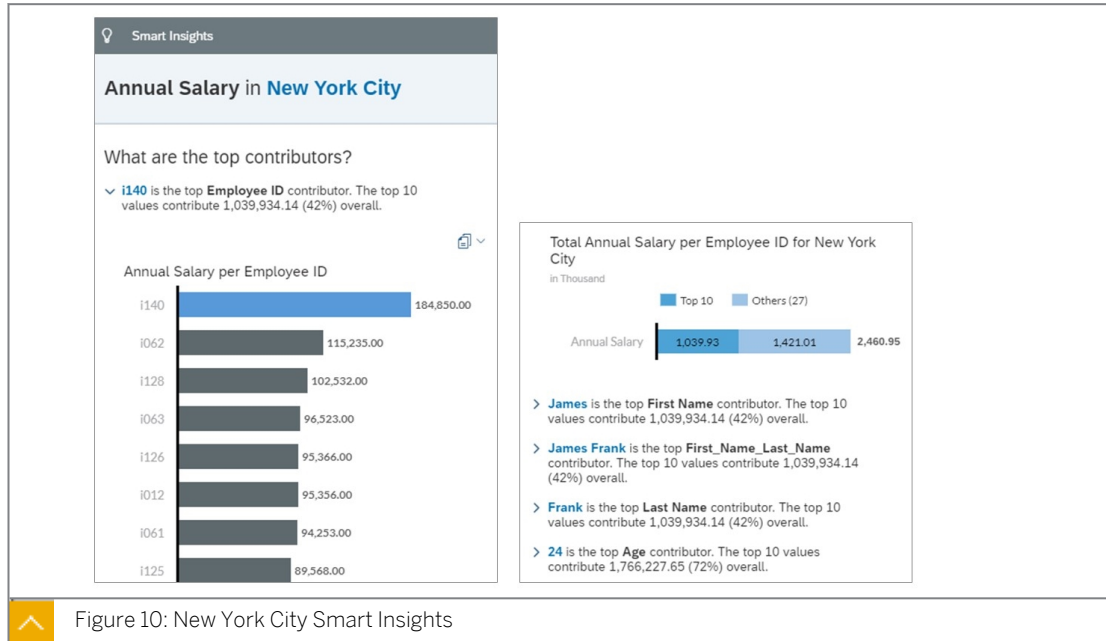 Smart Insights
Annual Salary in New York City
What are the top contributors?
i140 is the top Employee ID contributor. The top 10
values contribute 1,039,934.14 (42%) overall.
Annual Salary per Employee ID
i140 184,850.00
i062 115,235.00
i128 102,532.00
i063 96,523.00
i126 95,366.00
i012 95,356.00
i061 94,253.00
i125 89,568.00
Total Annual Salary per Employee ID for New York
City
in Thousand
Top 10 Others (27)
Annual Salary 1,039.93 1,421.01 2,460.95
James is the top First Name contributor. The top 10
values contribute 1,039,934.14 (42%) overall.
James Frank is the top First_Name_Last_Name
contributor. The top 10 values contribute 1,039,934.14
(42%) overall.
Frank is the top Last Name contributor. The top 10
values contribute 1,039,934.14 (42%) overall.
24 is the top Age contributor. The top 10 values
contribute 1,766,227.65 (72%) overall.
Figure 10: New York City Smart Insights